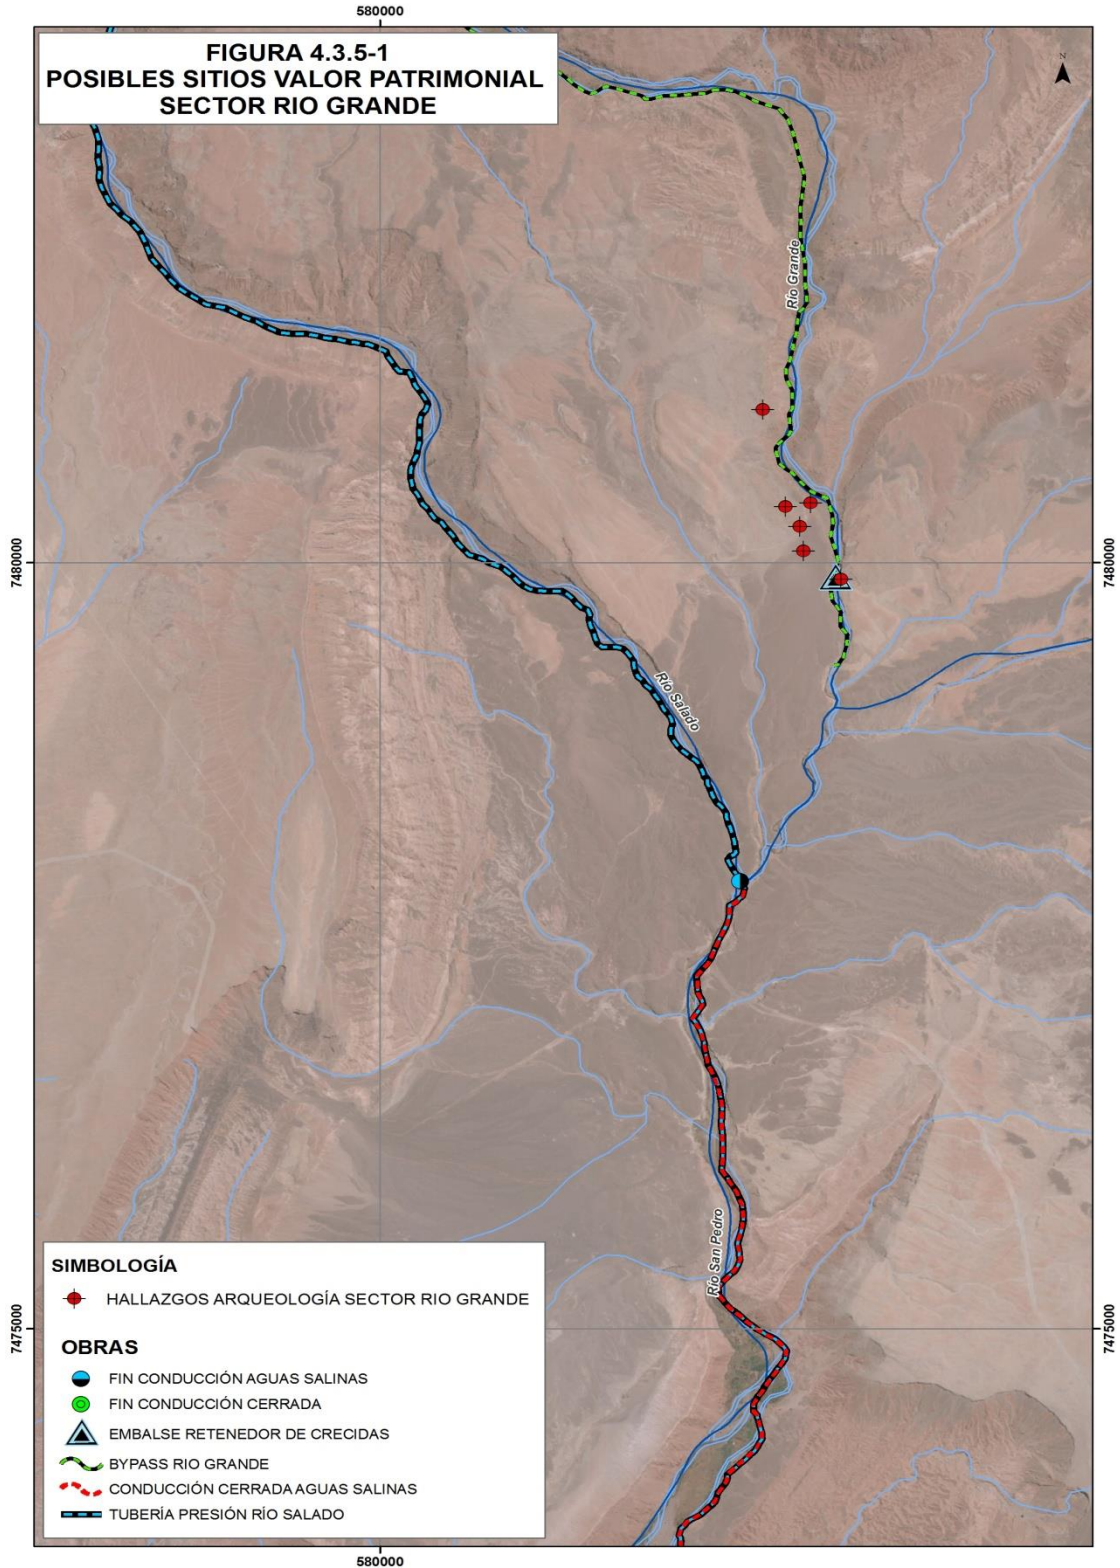 580000
FIGURA 4.3.5-1
POSIBLES SITIOS VALOR PATRIMONIAL
SECTOR RIO GRANDE
N
Río Grande
7480000
7480000
Río Salado
Río San Pedro
7475000
7475000
SIMBOLOGÍA
HALLAZGOS ARQUEOLOGÍA SECTOR RIO GRANDE
OBRAS
FIN CONDUCCIÓN AGUAS SALINAS
FIN CONDUCCIÓN CERRADA
EMBALSE RETENEDOR DE CRECIDAS
BYPASS RIO GRANDE
CONDUCCIÓN CERRADA AGUAS SALINAS
TUBERÍA PRESIÓN RÍO SALADO
580000